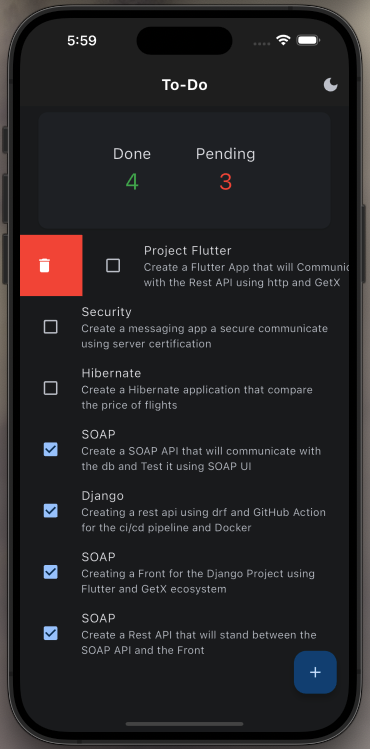 5:59
To-Do
Done
Pending
4
3
Project Flutter
Create a Flutter App that will Communic
with the Rest API using http and GetX
Security
Create a messaging app a secure communicate
using server certification
Hibernate
Create a Hibernate application that compare
the price of flights
SOAP
Create a SOAP API that will communicate with
the db and Test it using SOAP UI
Django
Creating a rest api using drf and GitHub Action
for the ci/cd pipeline and Docker
SOAP
Creating a Front for the Django Project using
Flutter and GetX ecosystem
SOAP
Create a Rest API that will stand between the
SOAP API and the Front
+